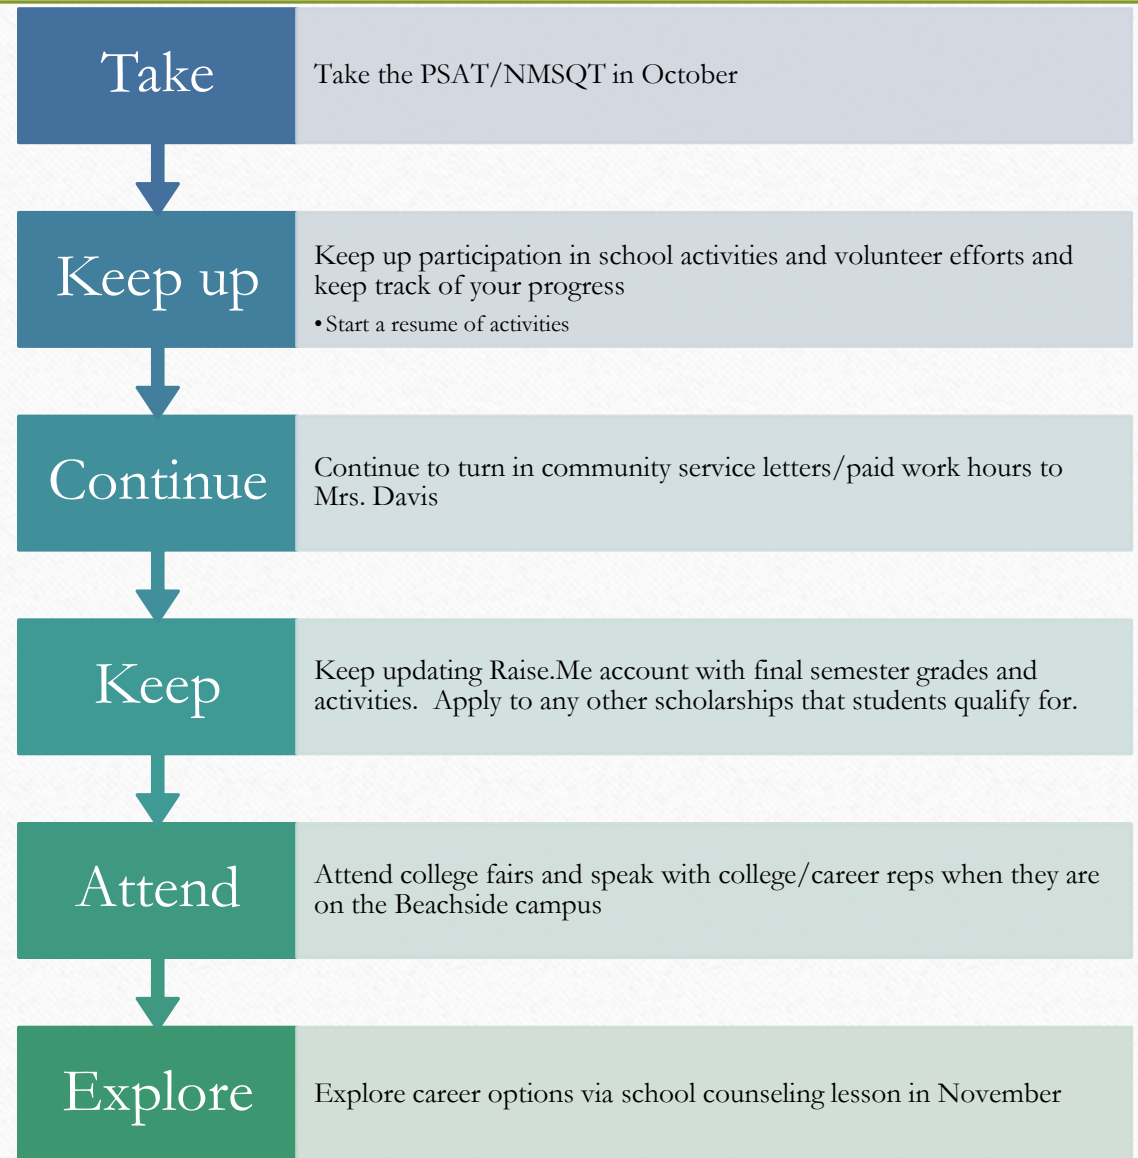 Take
Take the PSAT/NMSQT in October
Keep up
Keep up participation in school activities and volunteer efforts and
keep track of your progress
• Start a resume of activities
Continue
Continue to turn in community service letters/paid work hours to
Mrs. Davis
Keep
Keep updating Raise.Me account with final semester grades and
activities.  Apply to any other scholarships that students qualify for.
Attend
Attend college fairs and speak with college/career reps when they are
on the Beachside campus
Explore
Explore career options via school counseling lesson in November